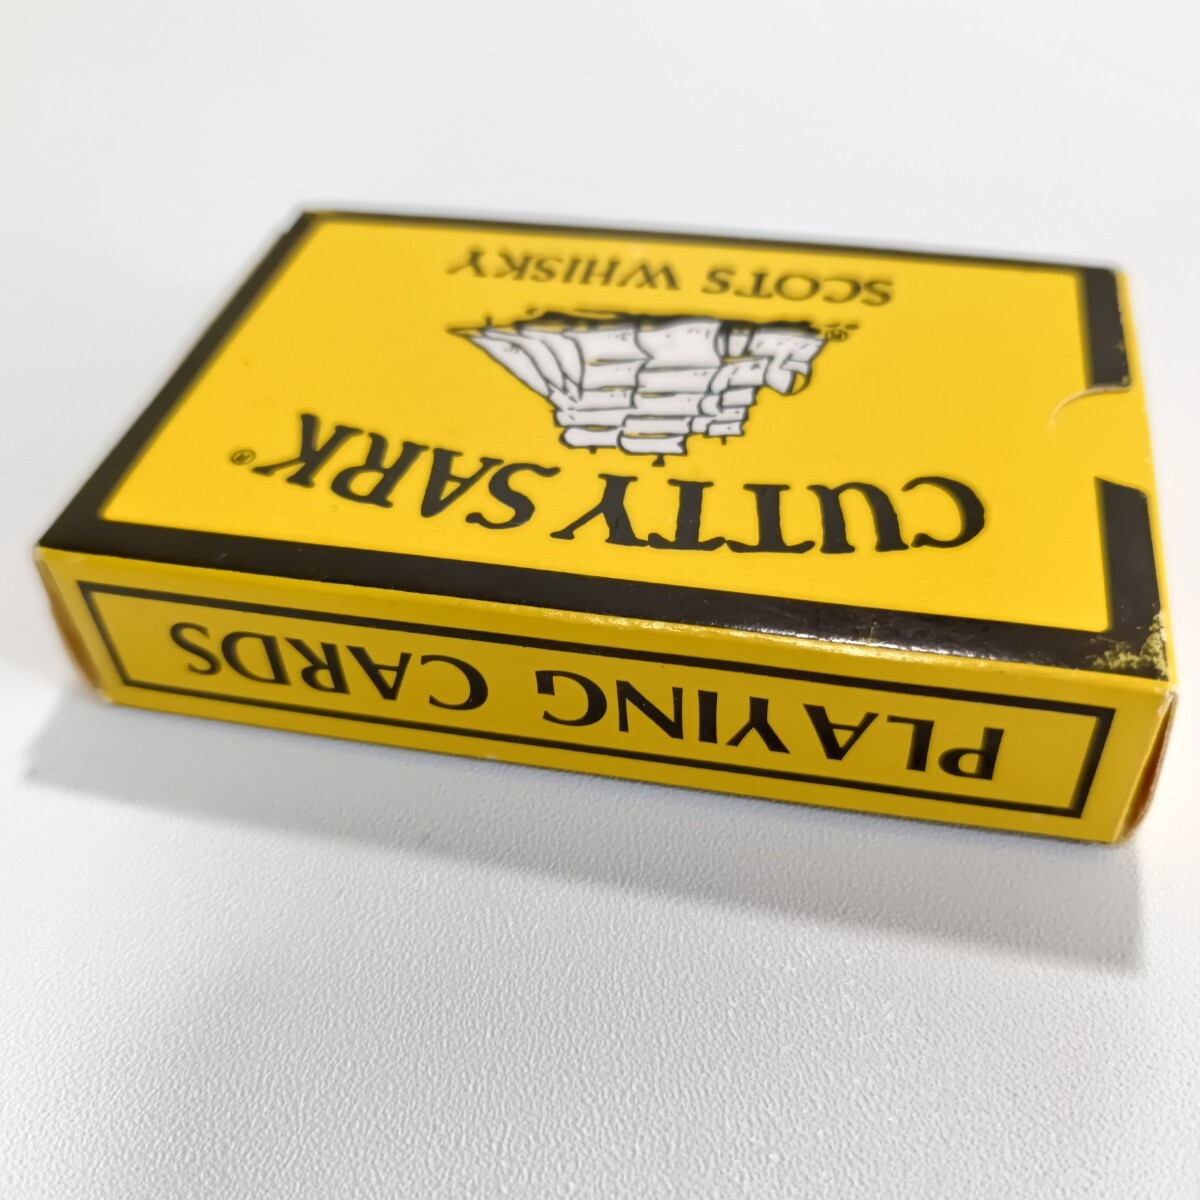 CUTTY SARK®
®
SCOTS WHISKY
PLAYING CARDS